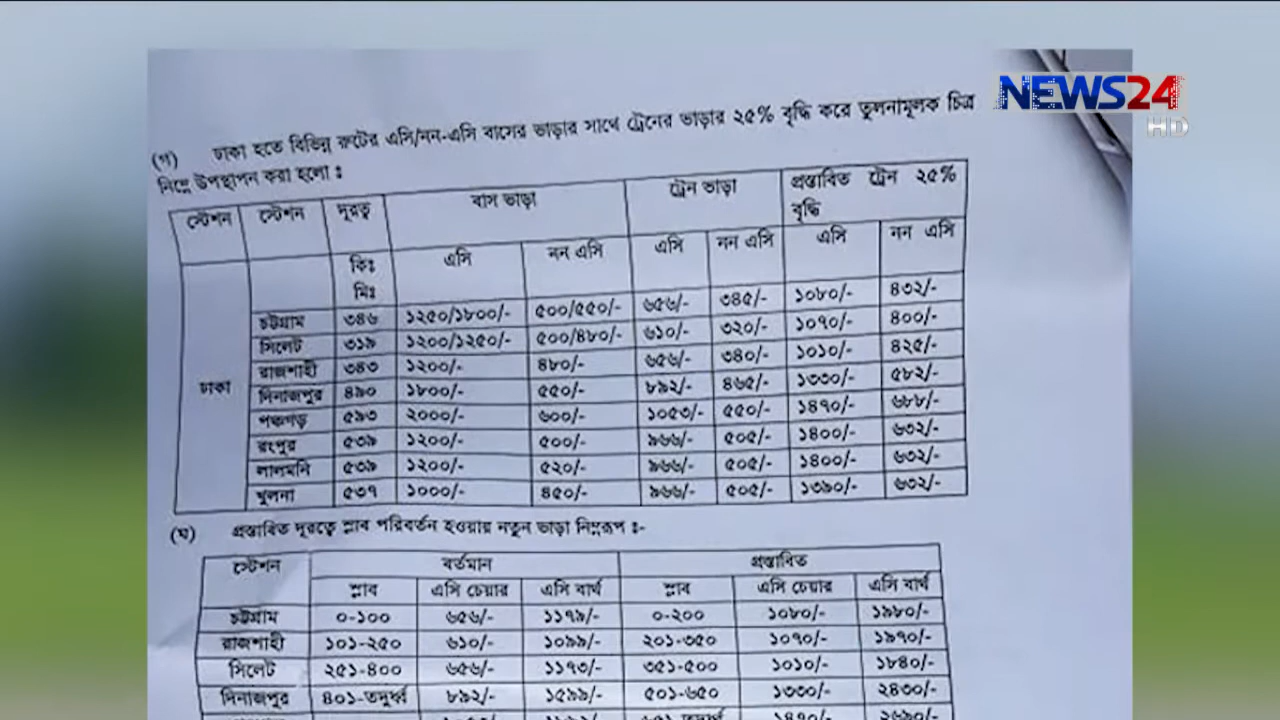 NEWS24
HD
(গ) ঢাকা হতে বিভিন্ন রুটের এসি/নন-এসি বাসের ভাড়ার সাথে ট্রেনের ভাড়ার ২৫% বৃদ্ধি করে তুলনামূলক চিত্র
নিম্নে উপস্থাপন করা হলো ঃ
স্টেশন স্টেশন দূরত্ব বাস ভাড়া ট্রেন ভাড়া প্রস্তাবিত ট্রেন ২৫%
বৃদ্ধি
কিঃ এসি নন এসি এসি নন এসি এসি নন এসি
মিঃ
চট্টগ্রাম ৩৪৬ ১২৫০/১৮০০/- ৫০০/৫৫০/- ৬৫৬/- ৩৪৫/- ১০৮০/- ৪৩২/-
সিলেট ৩১৯ ১২০০/১২৫০/- ৫০০/৪৮০/- ৬১০/- ৩২০/- ১০৭০/- ৪০০/-
রাজশাহী ৩৪৩ ১২০০/- ৪৮০/- ৬৫৬/- ৩৪০/- ১০১০/- ৪২৫/-
ঢাকা দিনাজপুর ৪৯০ ১৮০০/- ৫৫০/- ৮৯২/- ৪৬৫/- ১৩৩০/- ৫৮২/-
পঞ্চগড় ৫৯৩ ২০০০/- ৬০০/- ১০৫৩/- ৫৫০/- ১৪৭০/- ৬৮৮/-
রংপুর ৫৩৯ ১২০০/- ৫০০/- ৯৬৬/- ৫০৫/- ১৪০০/- ৬৩২/-
লালমনি ৫৩৯ ১২০০/- ৫২০/- ৯৬৬/- ৫০৫/- ১৪০০/- ৬৩২/-
খুলনা ৫৩৭ ১০০০/- ৪৫০/- ৯৬৬/- ৫০৫/- ১৩৯০/- ৬৩২/-
(ঘ) প্রস্তাবিত দূরত্বে স্লাব পরিবর্তন হওয়ায় নতুন ভাড়া নিম্নরূপ ঃ-
স্টেশন বর্তমান প্রস্তাবিত
স্লাব এসি চেয়ার এসি বার্থ স্লাব এসি চেয়ার এসি বার্থ
চট্টগ্রাম ০-১০০ ৬৫৬/- ১১৭৯/- ০-২০০ ১০৮০/- ১৯৮০/-
রাজশাহী ১০১-২৫০ ৬১০/- ১০৯৯/- ২০১-৩৫০ ১০৭০/- ১৯৭০/-
সিলেট ২৫১-৪০০ ৬৫৬/- ১১৭৩/- ৩৫১-৫০০ ১০১০/- ১৮৪০/-
দিনাজপুর ৪০১-তদুর্ধ্ব ৮৯২/- ১৫৯৯/- ৫০১-৬৫০ ১৩৩০/- ২৪৩০/-
১৪৭০/- ২৬৯০/-